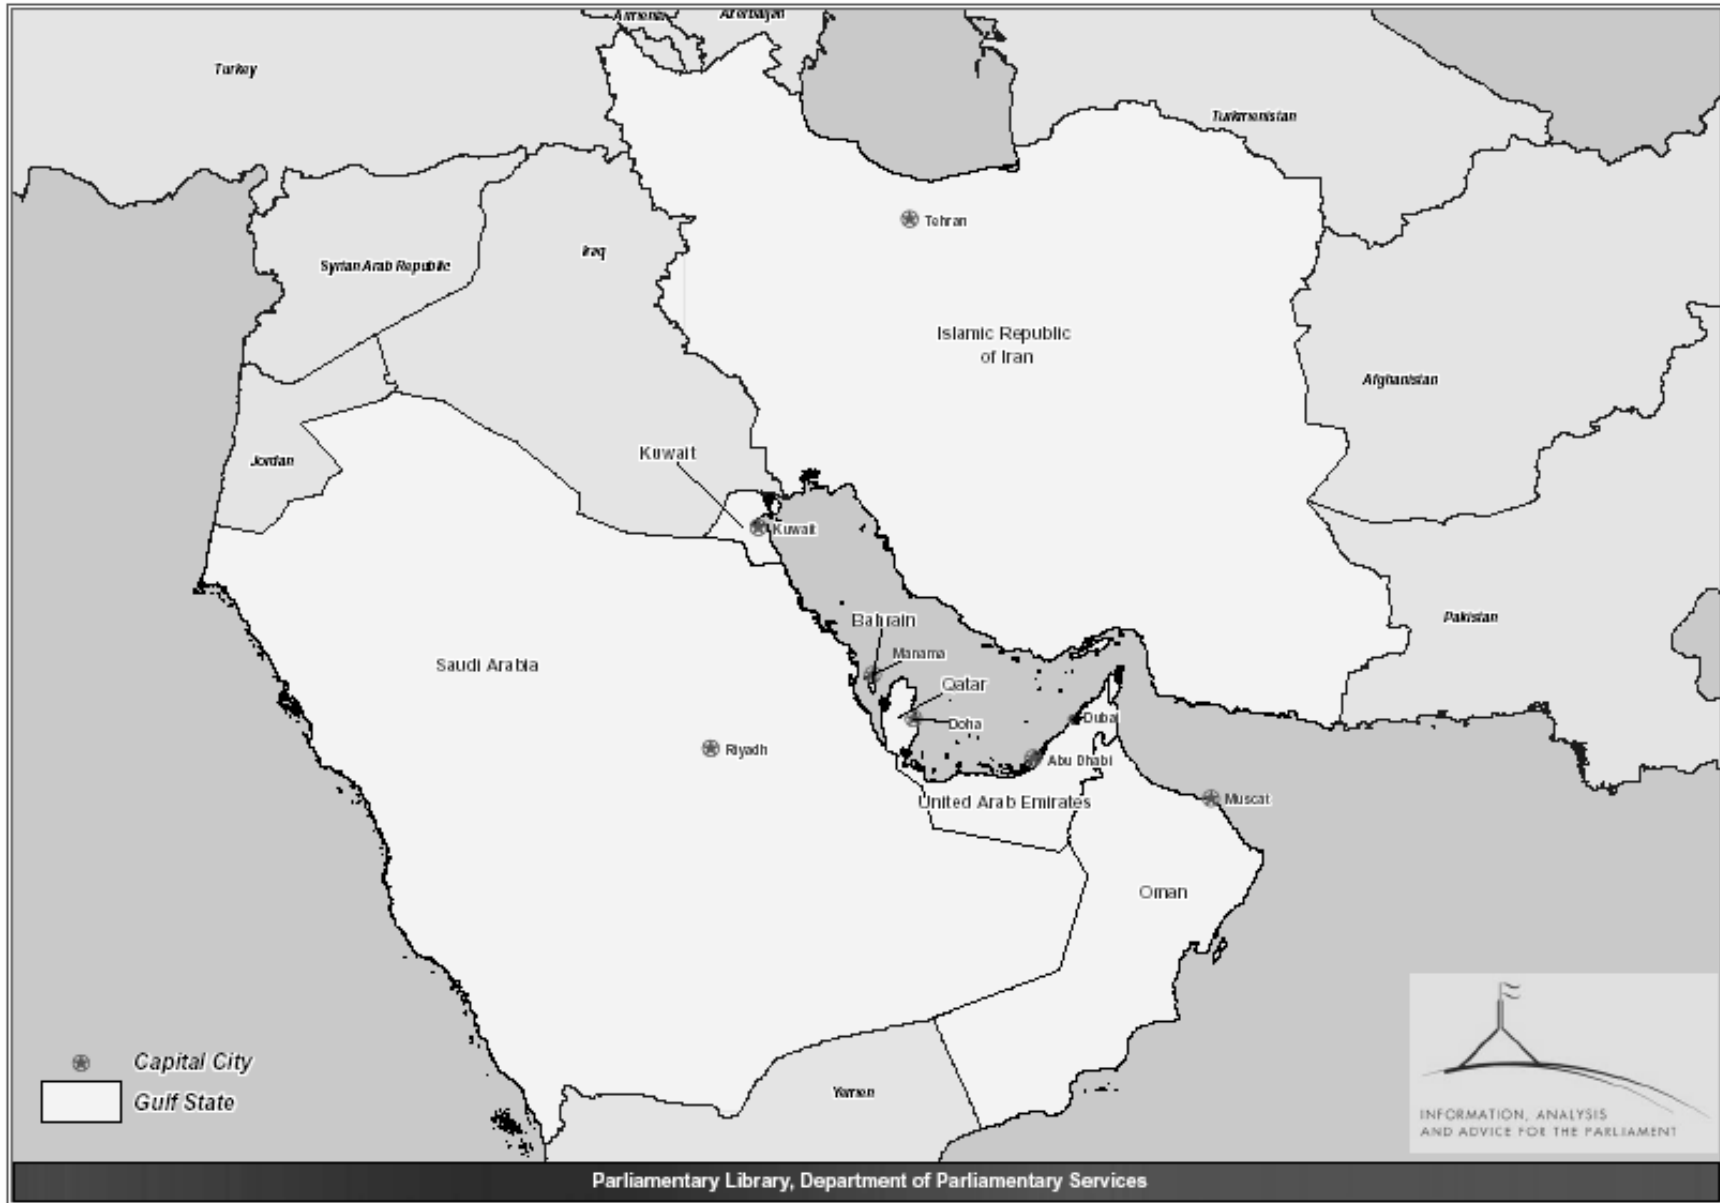 Armenia
Azerbaijan
Turkey
Turkmenistan
Tehran
Iraq
Syrian Arab Republic
Islamic Republic
of Iran
Afghanistan
Kuwait
Jordan
Kuwait
Bahrain
Pakistan
Manama
Saudi Arabia
Qatar
Doha
Dubai
Riyadh
Abu Dhabi
United Arab Emirates
Muscat
Oman
Capital City
Gulf State
Yemen
INFORMATION, ANALYSIS
AND ADVICE FOR THE PARLIAMENT
Parliamentary Library, Department of Parliamentary Services